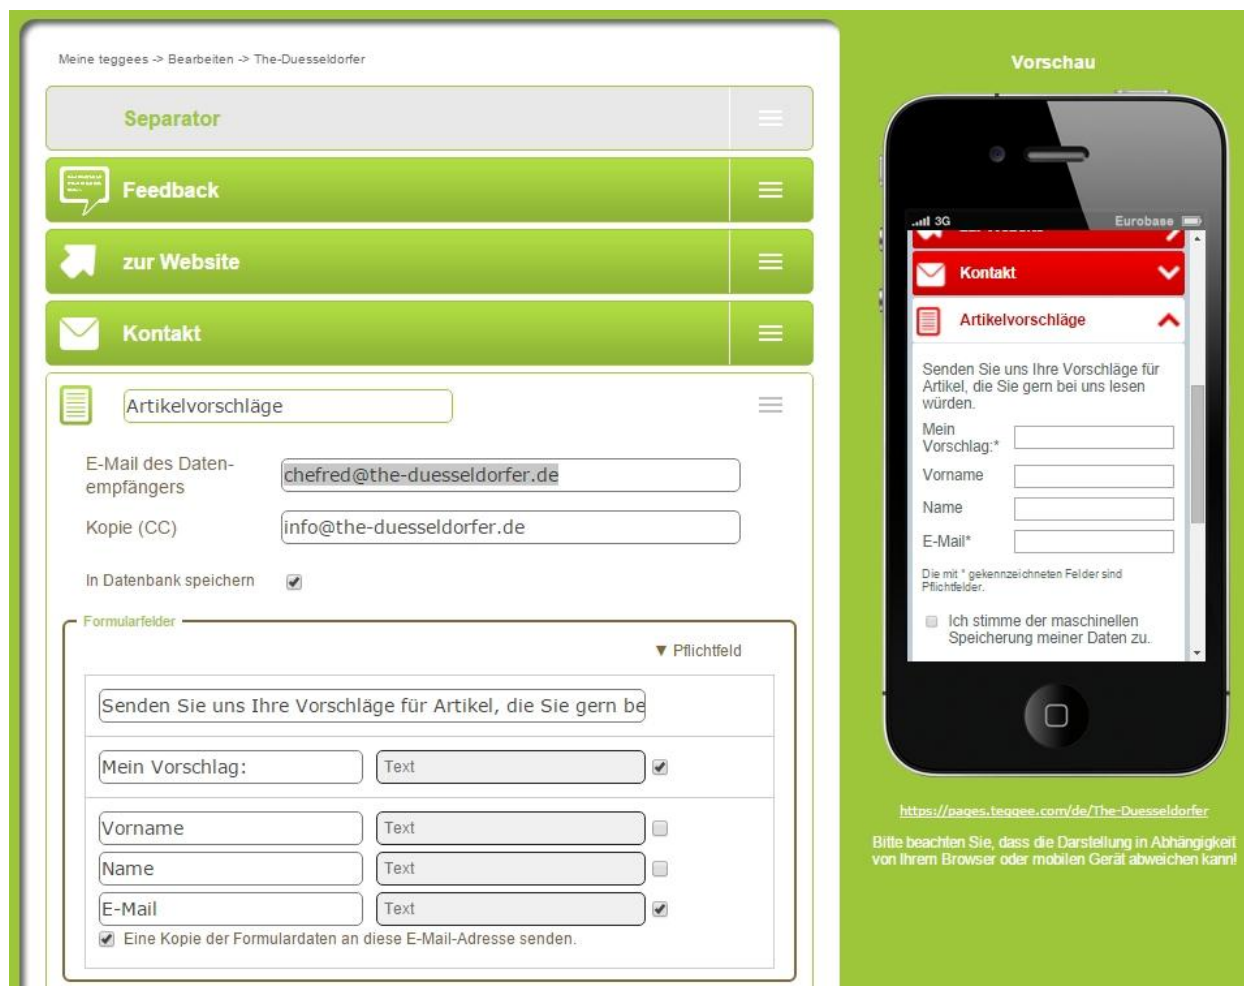 Meine teggees -> Bearbeiten -> The-Duesseldorfer
Separator
Feedback
zur Website
Kontakt
Artikelvorschläge
E-Mail des Daten-
empfängers
chefred@the-duesseldorfer.de
Kopie (CC)
info@the-duesseldorfer.de
In Datenbank speichern
Formularfelder
▼ Pflichtfeld
Senden Sie uns Ihre Vorschläge für Artikel, die Sie gern be
Mein Vorschlag:
Text
Vorname
Text
Name
Text
E-Mail
Text
Eine Kopie der Formulardaten an diese E-Mail-Adresse senden.
Vorschau
3G
Eurobase
zur Website
Kontakt
Artikelvorschläge
Senden Sie uns Ihre Vorschläge für
Artikel, die Sie gern bei uns lesen
würden.
Mein
Vorschlag:*
Vorname
Name
E-Mail*
Die mit * gekennzeichneten Felder sind
Pflichtfelder.
Ich stimme der maschinellen
Speicherung meiner Daten zu.
https://pages.teggee.com/de/The-Duesseldorfer
Bitte beachten Sie, dass die Darstellung in Abhängigkeit
von Ihrem Browser oder mobilen Gerät abweichen kann!